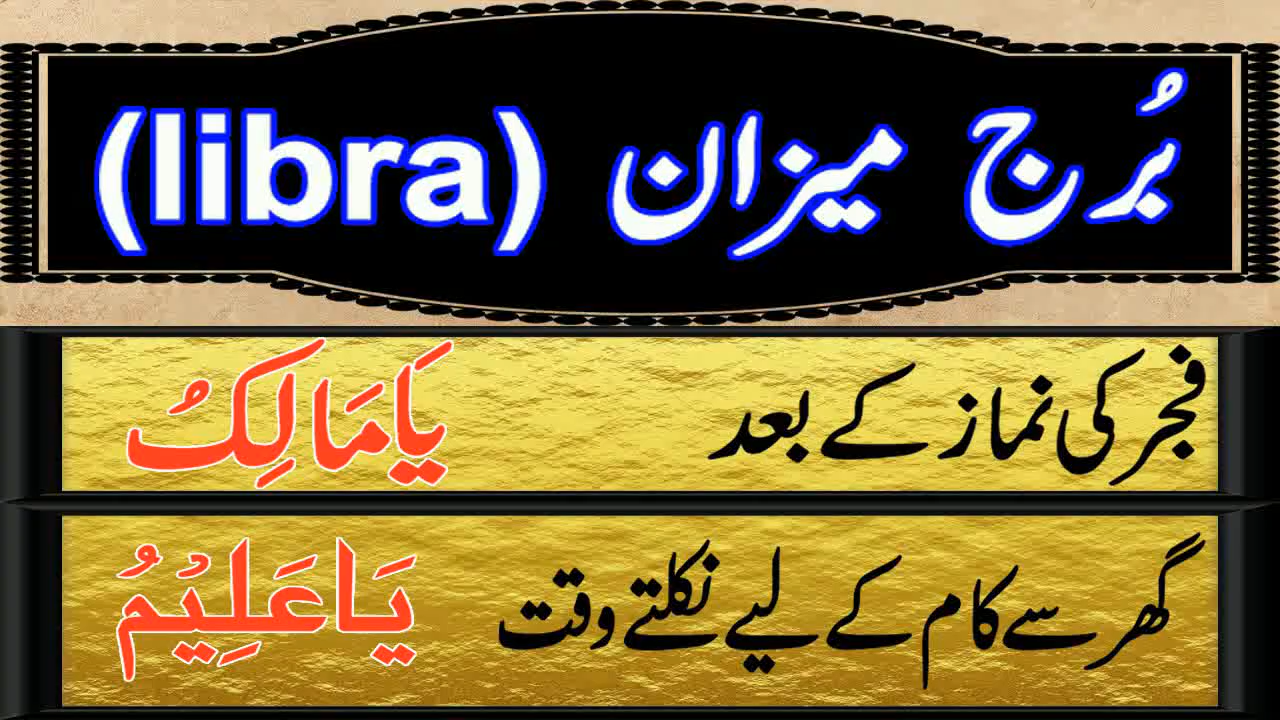 بُرج میزان (libra)
فجر کی نماز کے بعد یَامَالِکُ
گھر سے کام کے لیے نکلتے وقت یَاعَلِیْمُ